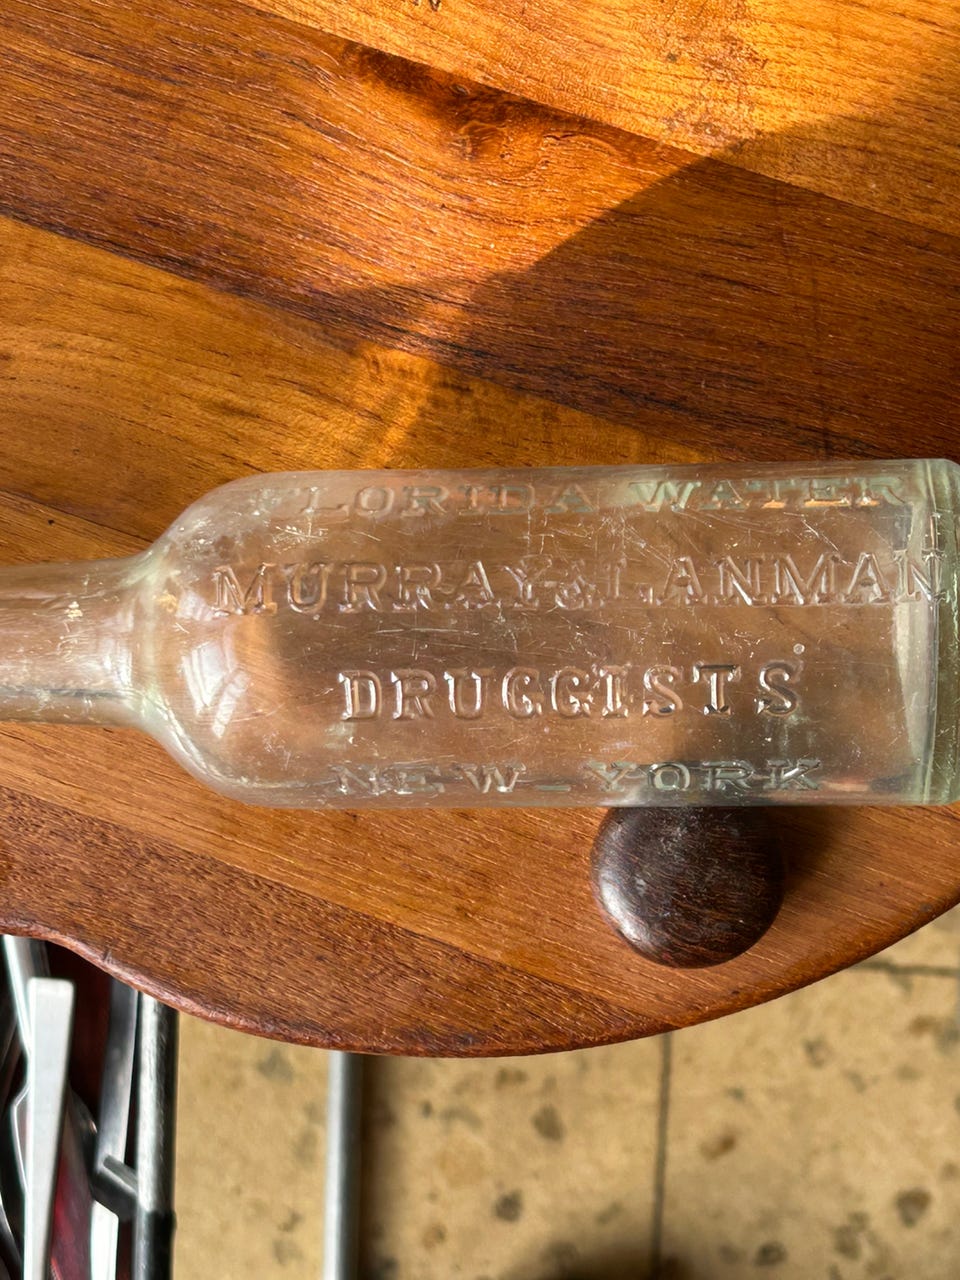 FLORIDA WATER
MURRAY & LANMAN
DRUGGISTS
NEW-YORK